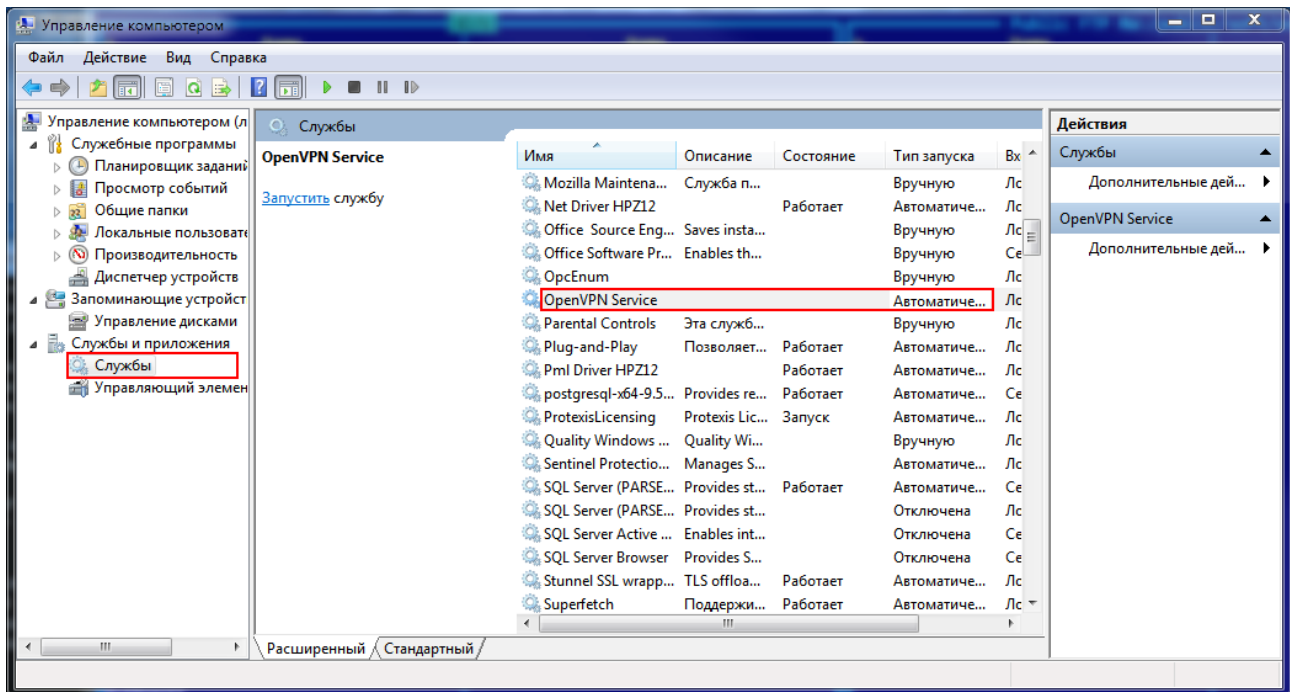 Управление компьютером
Файл Действие Вид Справка
Управление компьютером (л
Служебные программы
Планировщик заданий
Просмотр событий
Общие папки
Локальные пользовате
Производительность
Диспетчер устройств
Запоминающие устройст
Управление дисками
Службы и приложения
Службы
Управляющий элемен
Службы
OpenVPN Service
Запустить службу
Имя Описание Состояние Тип запуска Вх
Mozilla Maintena... Служба п... Вручную Лс
Net Driver HPZ12 Работает Автоматиче... Лс
Office Source Eng... Saves insta... Вручную Лс
Office Software Pr... Enables th... Вручную Се
OpcEnum Вручную Лс
OpenVPN Service Автоматиче... Лс
Parental Controls Эта служб... Вручную Лс
Plug-and-Play Позволяет... Работает Автоматиче... Лс
Pml Driver HPZ12 Работает Автоматиче... Лс
postgresql-x64-9.5... Provides re... Работает Автоматиче... Се
ProtexisLicensing Protexis Lic... Запуск Автоматиче... Лс
Quality Windows ... Quality Wi... Вручную Лс
Sentinel Protectio... Manages S... Автоматиче... Лс
SQL Server (PARSE... Provides st... Работает Автоматиче... Се
SQL Server (PARSE... Provides st... Отключена Лс
SQL Server Active ... Enables int... Отключена Се
SQL Server Browser Provides S... Отключена Се
Stunnel SSL wrapp... TLS offloa... Работает Автоматиче... Лс
Superfetch Поддержи... Работает Автоматиче... Лс
Расширенный Стандартный
Действия
Службы
Дополнительные дей...
OpenVPN Service
Дополнительные дей...